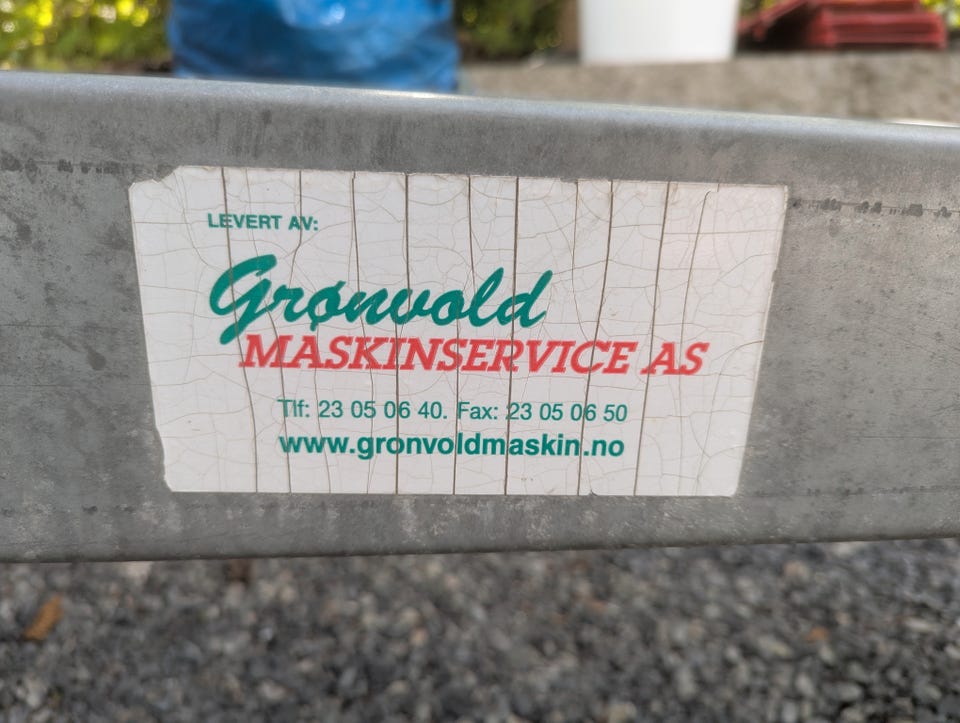 LEVERT AV:
Grønvold
MASKINSERVICE AS
Tlf: 23 05 06 40. Fax: 23 05 06 50
www.gronvoldmaskin.no